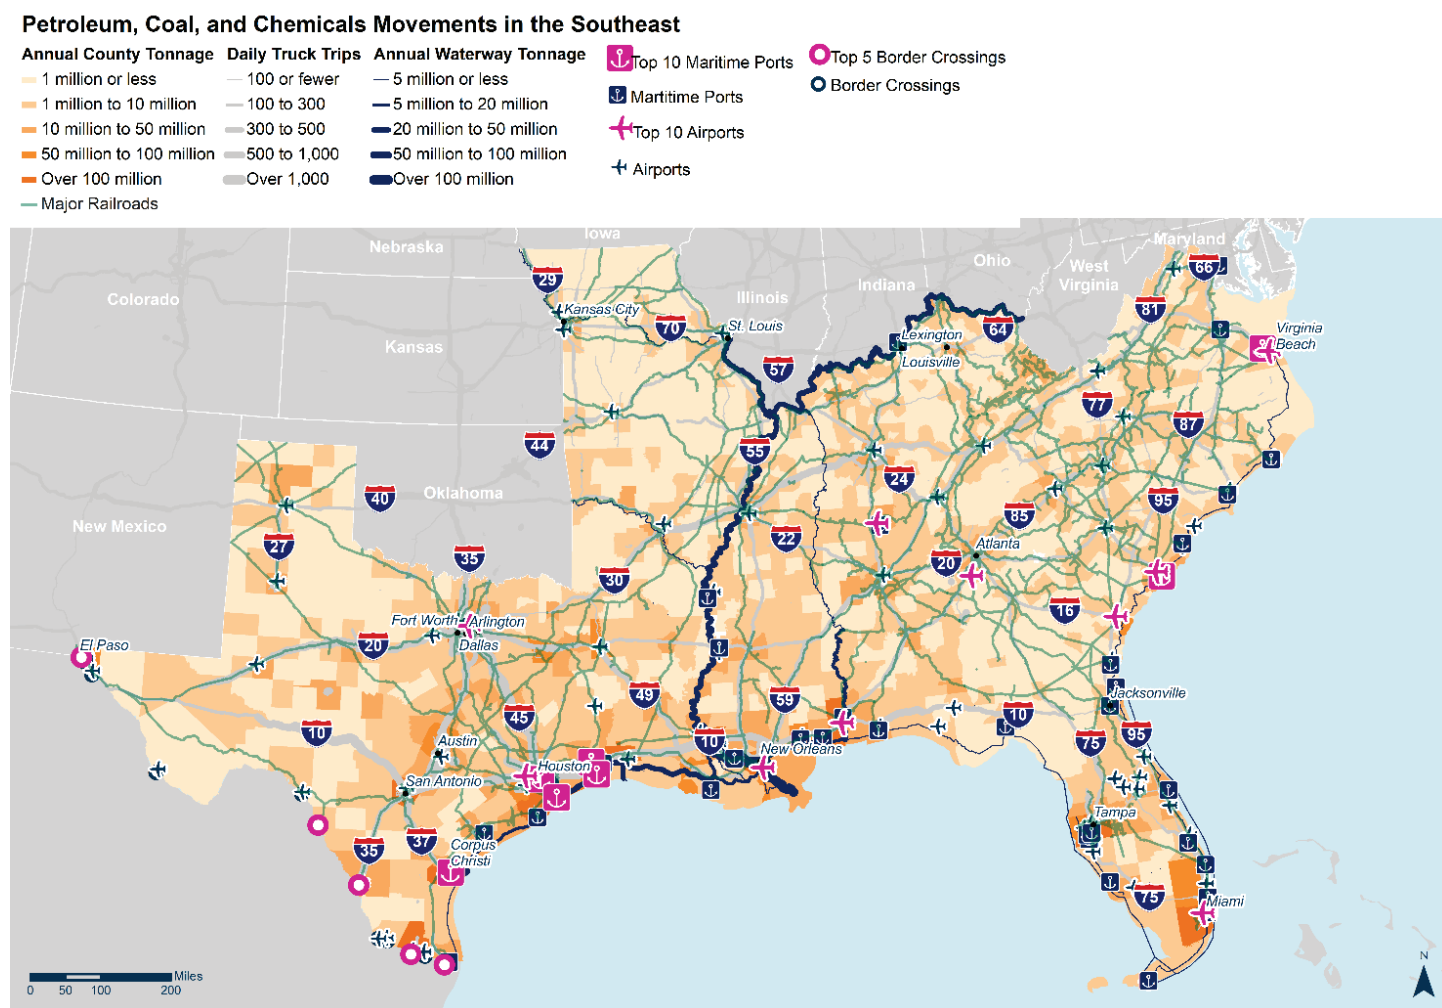 Petroleum, Coal, and Chemicals Movements in the Southeast
Annual County Tonnage
1 million or less
1 million to 10 million
10 million to 50 million
50 million to 100 million
Over 100 million
Major Railroads
Daily Truck Trips
100 or fewer
100 to 300
300 to 500
500 to 1,000
Over 1,000
Annual Waterway Tonnage
5 million or less
5 million to 20 million
20 million to 50 million
50 million to 100 million
Over 100 million
Top 10 Maritime Ports
Martitime Ports
Top 10 Airports
Airports
Top 5 Border Crossings
Border Crossings
Iowa
Nebraska
Maryland
Ohio
West
Virginia
66
29
Illinois
Indiana
Colorado
81
Kansas City
70
St. Louis
Lexington
64
Virginia
Beach
Kansas
Louisville
57
77
87
44
55
24
Oklahoma
40
95
New Mexico
85
22
27
Atlanta
35
20
30
16
Fort Worth
Arlington
20
Dallas
El Paso
49
59
Jacksonville
45
10
10
95
75
10
Austin
New Orleans
Houston
San Antonio
Tampa
37
35
Corpus
Christi
75
Miami
N
Miles
0 50 100 200